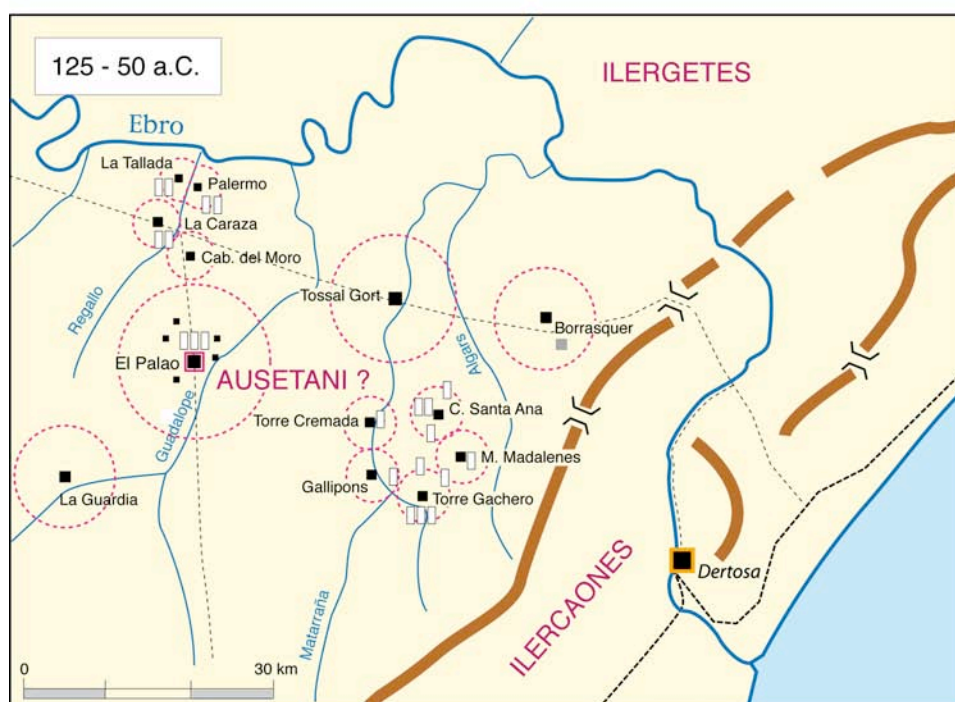 125 - 50 a.C.
ILERGETES
Ebro
La Tallada
Palermo
La Caraza
Cab. del Moro
Regallo
Tossal Gort
Borrasquer
Algars
El Palao
AUSETANI ?
Guadalope
Torre Cremada
C. Santa Ana
M. Madalenes
Gallipons
Torre Gachero
La Guardia
Matarraña
ILERCAONES
Dertosa
0 30 km